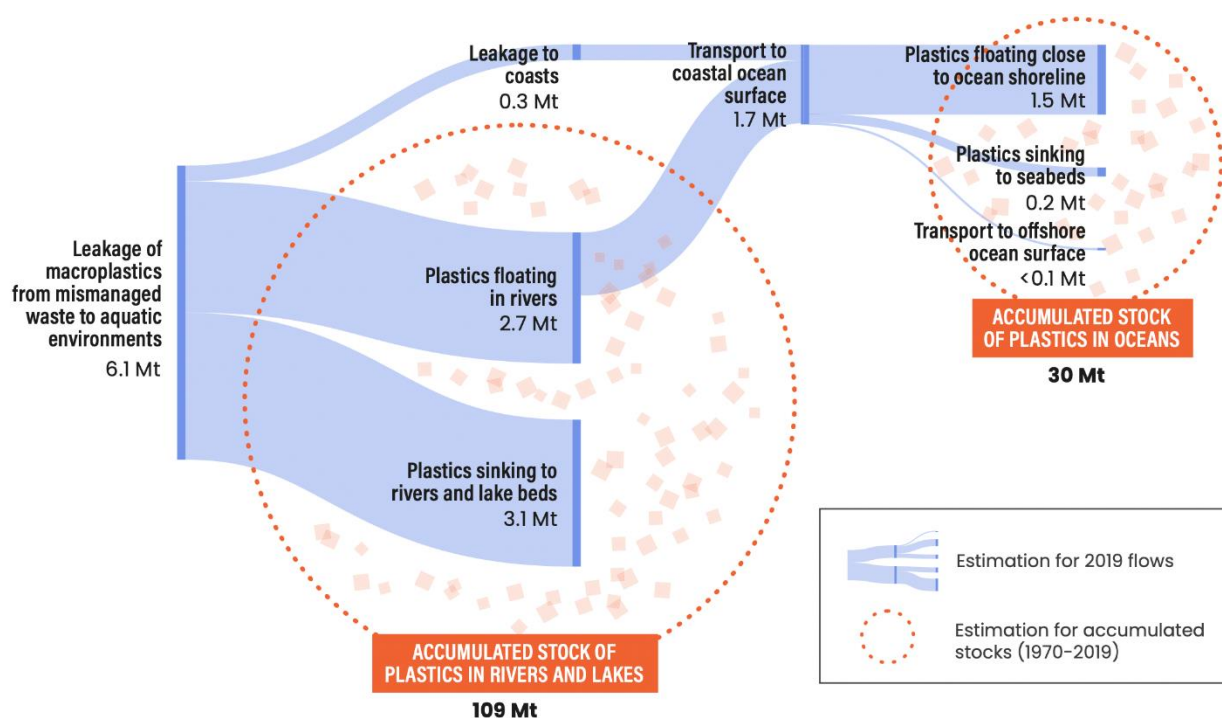 Leakage to
coasts
0.3 Mt
Transport to
coastal ocean
surface
1.7 Mt
Plastics floating close
to ocean shoreline
1.5 Mt
Plastics sinking
to seabeds
0.2 Mt
Transport to offshore
ocean surface
<0.1 Mt
Leakage of
macroplastics
from mismanaged
waste to aquatic
environments
6.1 Mt
Plastics floating
in rivers
2.7 Mt
Plastics sinking to
rivers and lake beds
3.1 Mt
ACCUMULATED STOCK
OF PLASTICS IN OCEANS
30 Mt
ACCUMULATED STOCK OF
PLASTICS IN RIVERS AND LAKES
109 Mt
Estimation for 2019 flows
Estimation for accumulated
stocks (1970-2019)